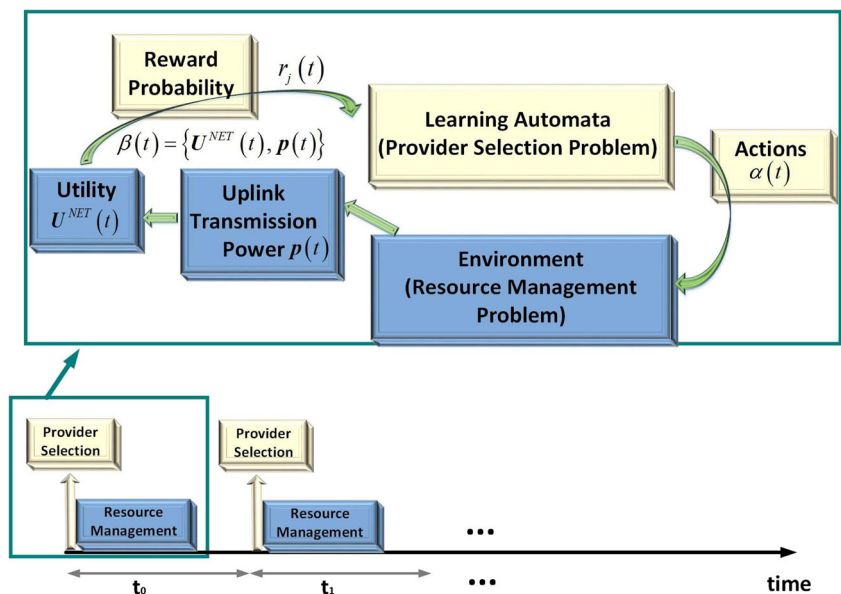 Reward
Probability
r_j(t)
β(t) = {U^{NET}(t), p(t)}
Learning Automata
(Provider Selection Problem)
Actions
α(t)
Utility
U^{NET}(t)
Uplink
Transmission
Power p(t)
Environment
(Resource Management
Problem)
Provider
Selection
Provider
Selection
Resource
Management
Resource
Management
...
t₀
t₁
...
time